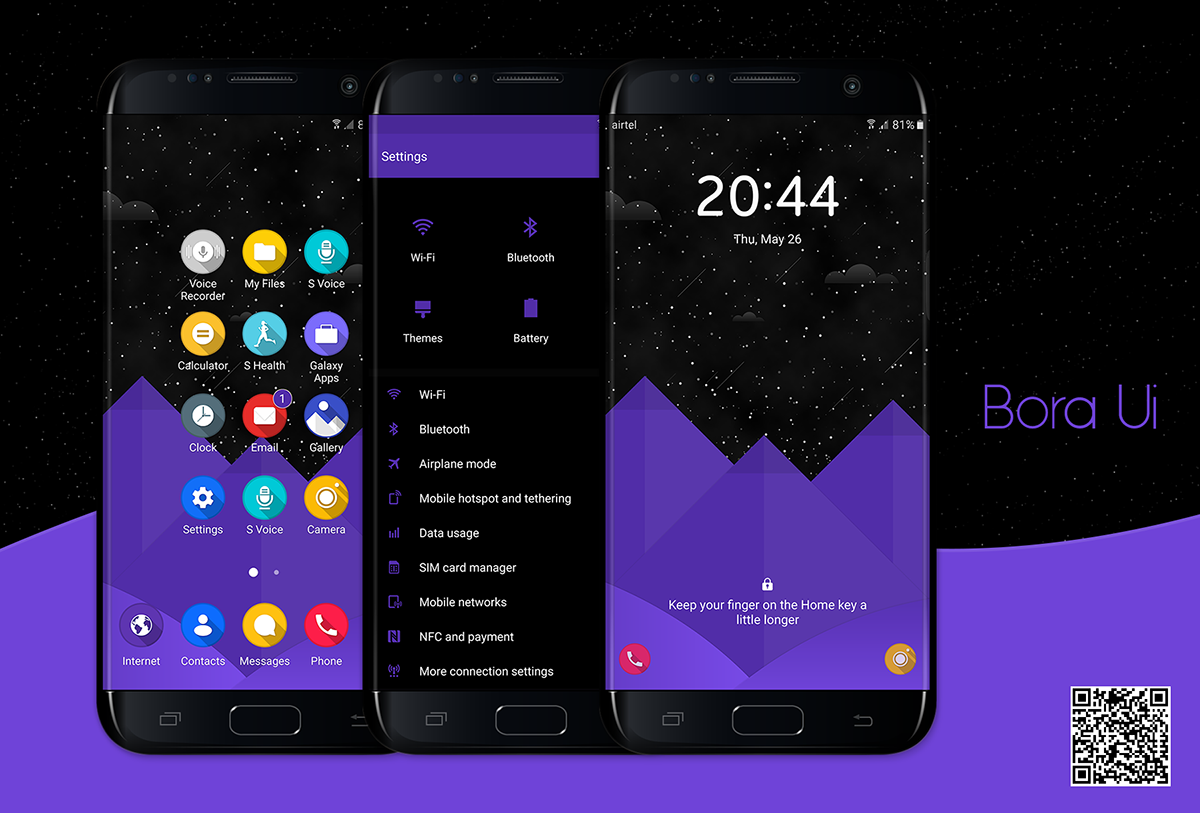 8
Voice
Recorder
My Files
S Voice
Calculator
S Health
Galaxy
Apps
1
Clock
Email
Gallery
Settings
S Voice
Camera
Internet
Contacts
Messages
Phone
Settings
Wi-Fi
Bluetooth
Themes
Battery
Wi-Fi
Bluetooth
Airplane mode
Mobile hotspot and tethering
Data usage
SIM card manager
Mobile networks
NFC and payment
More connection settings
airtel
81%
20:44
Thu, May 26
Keep your finger on the Home key a
little longer
Bora Ui